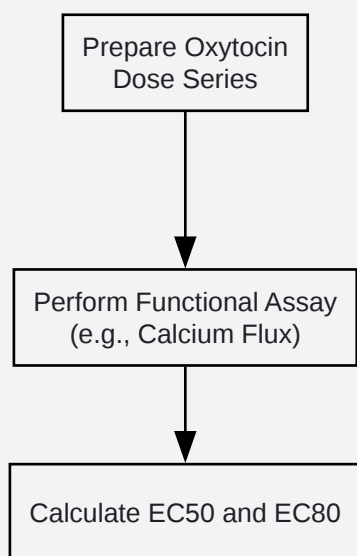 Prepare Oxytocin
Dose Series
Perform Functional Assay
(e.g., Calcium Flux)
Calculate EC50 and EC80